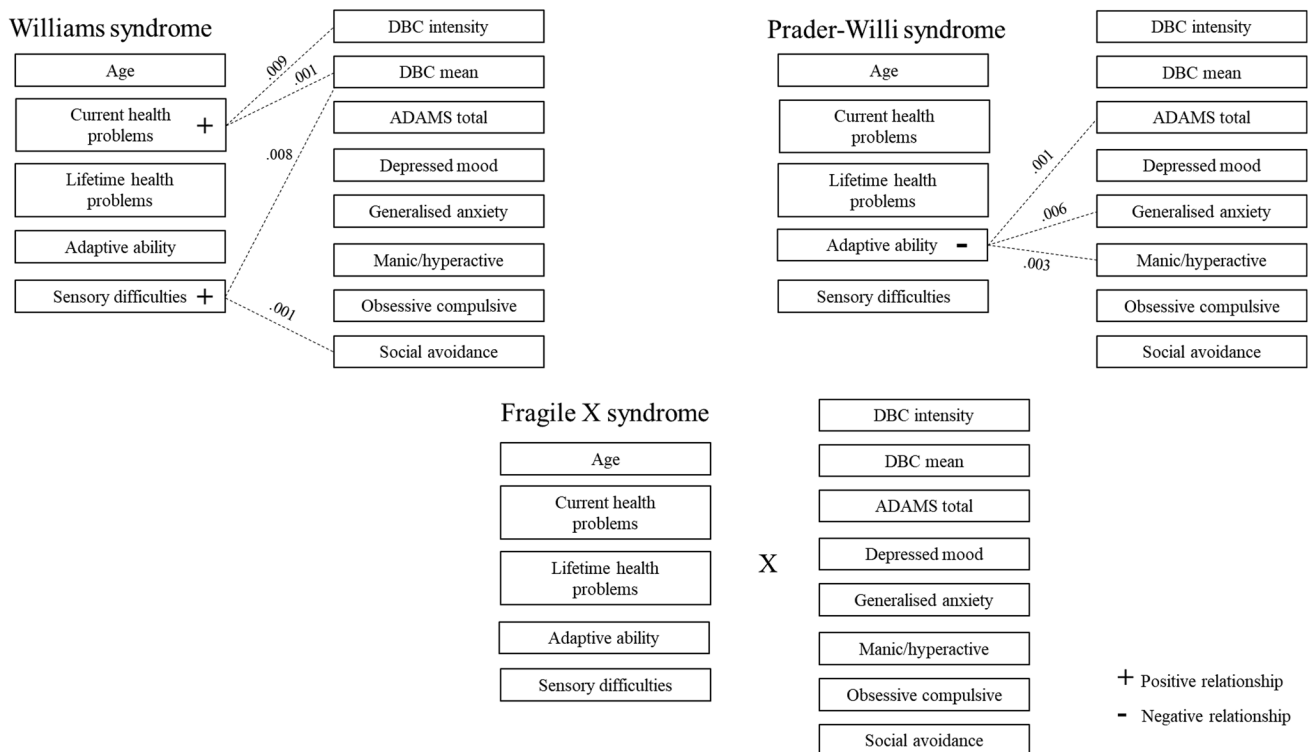 Williams syndrome
Age
Current health
problems
+
Lifetime health
problems
Adaptive ability
Sensory difficulties +
.009
.001
.008
.001
DBC intensity
DBC mean
ADAMS total
Depressed mood
Generalised anxiety
Manic/hyperactive
Obsessive compulsive
Social avoidance
Prader-Willi syndrome
Age
Current health
problems
Lifetime health
problems
Adaptive ability -
Sensory difficulties
.001
.006
.003
DBC intensity
DBC mean
ADAMS total
Depressed mood
Generalised anxiety
Manic/hyperactive
Obsessive compulsive
Social avoidance
Fragile X syndrome
Age
Current health
problems
Lifetime health
problems
Adaptive ability
Sensory difficulties
X
DBC intensity
DBC mean
ADAMS total
Depressed mood
Generalised anxiety
Manic/hyperactive
Obsessive compulsive
Social avoidance
+ Positive relationship
- Negative relationship